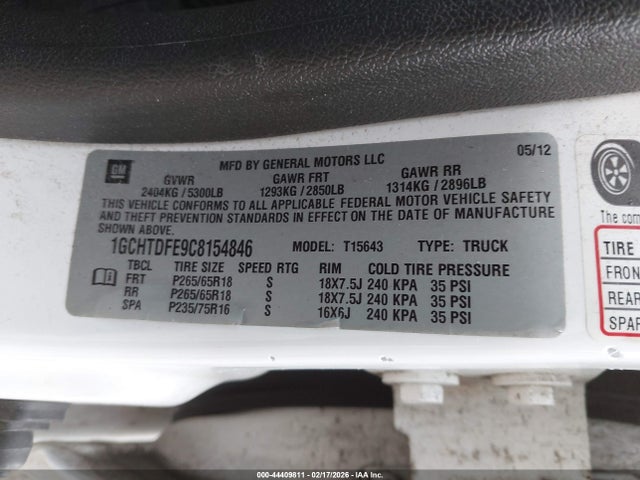 MFD BY GENERAL MOTORS LLC 05/12
GM
GVWR GAWR FRT GAWR RR
2404KG / 5300LB 1293KG / 2850LB 1314KG / 2896LB
THIS VEHICLE CONFORMS TO ALL APPLICABLE FEDERAL MOTOR VEHICLE SAFETY
AND THEFT PREVENTION STANDARDS IN EFFECT ON THE DATE OF MANUFACTURE
SHOWN ABOVE.
1GCHTDFE9C8154846 MODEL: T15643 TYPE: TRUCK
TBCL TIRE SIZE SPEED RTG RIM COLD TIRE PRESSURE
FRT P265/65R18 S 18X7.5J 240 KPA 35 PSI
RR P265/65R18 S 18X7.5J 240 KPA 35 PSI
SPA P235/75R16 S 16X6J 240 KPA 35 PSI
The com
TIRE
FRON
REAR
SPAR
000-44409811 - 02/17/2026 - IAA Inc.